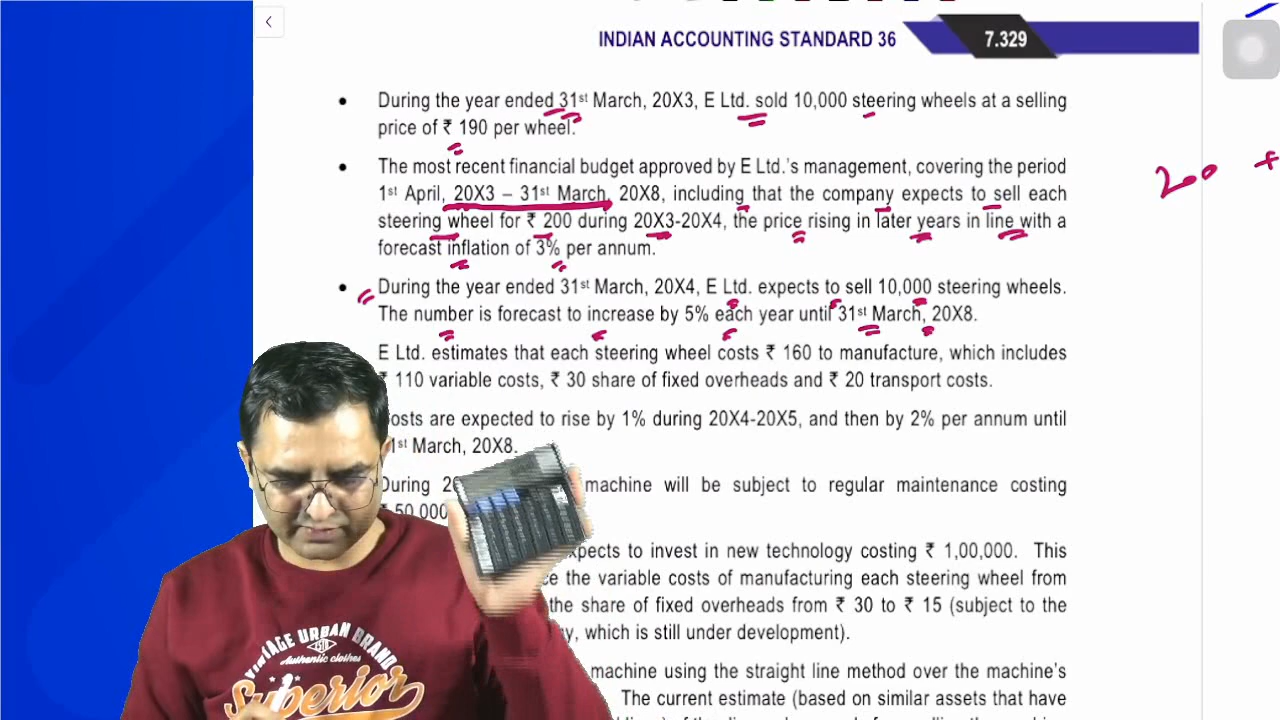 INDIAN ACCOUNTING STANDARD 36 7.329
• During the year ended 31st March, 20X3, E Ltd. sold 10,000 steering wheels at a selling
price of ₹ 190 per wheel.
• The most recent financial budget approved by E Ltd.'s management, covering the period
1st April, 20X3 – 31st March, 20X8, including that the company expects to sell each
steering wheel for ₹ 200 during 20X3-20X4, the price rising in later years in line with a
forecast inflation of 3% per annum.
200 +
• During the year ended 31st March, 20X4, E Ltd. expects to sell 10,000 steering wheels.
The number is forecast to increase by 5% each year until 31st March, 20X8.
E Ltd. estimates that each steering wheel costs ₹ 160 to manufacture, which includes
₹ 110 variable costs, ₹ 30 share of fixed overheads and ₹ 20 transport costs.
osts are expected to rise by 1% during 20X4-20X5, and then by 2% per annum until
1st March, 20X8.
During machine will be subject to regular maintenance costing
₹ 50,000
xpects to invest in new technology costing ₹ 1,00,000. This
the variable costs of manufacturing each steering wheel from
the share of fixed overheads from ₹ 30 to ₹ 15 (subject to the
which is still under development).
machine using the straight line method over the machine's
The current estimate (based on similar assets that have
VINTAGE URBAN BRAND
Authentic clothes
Superior